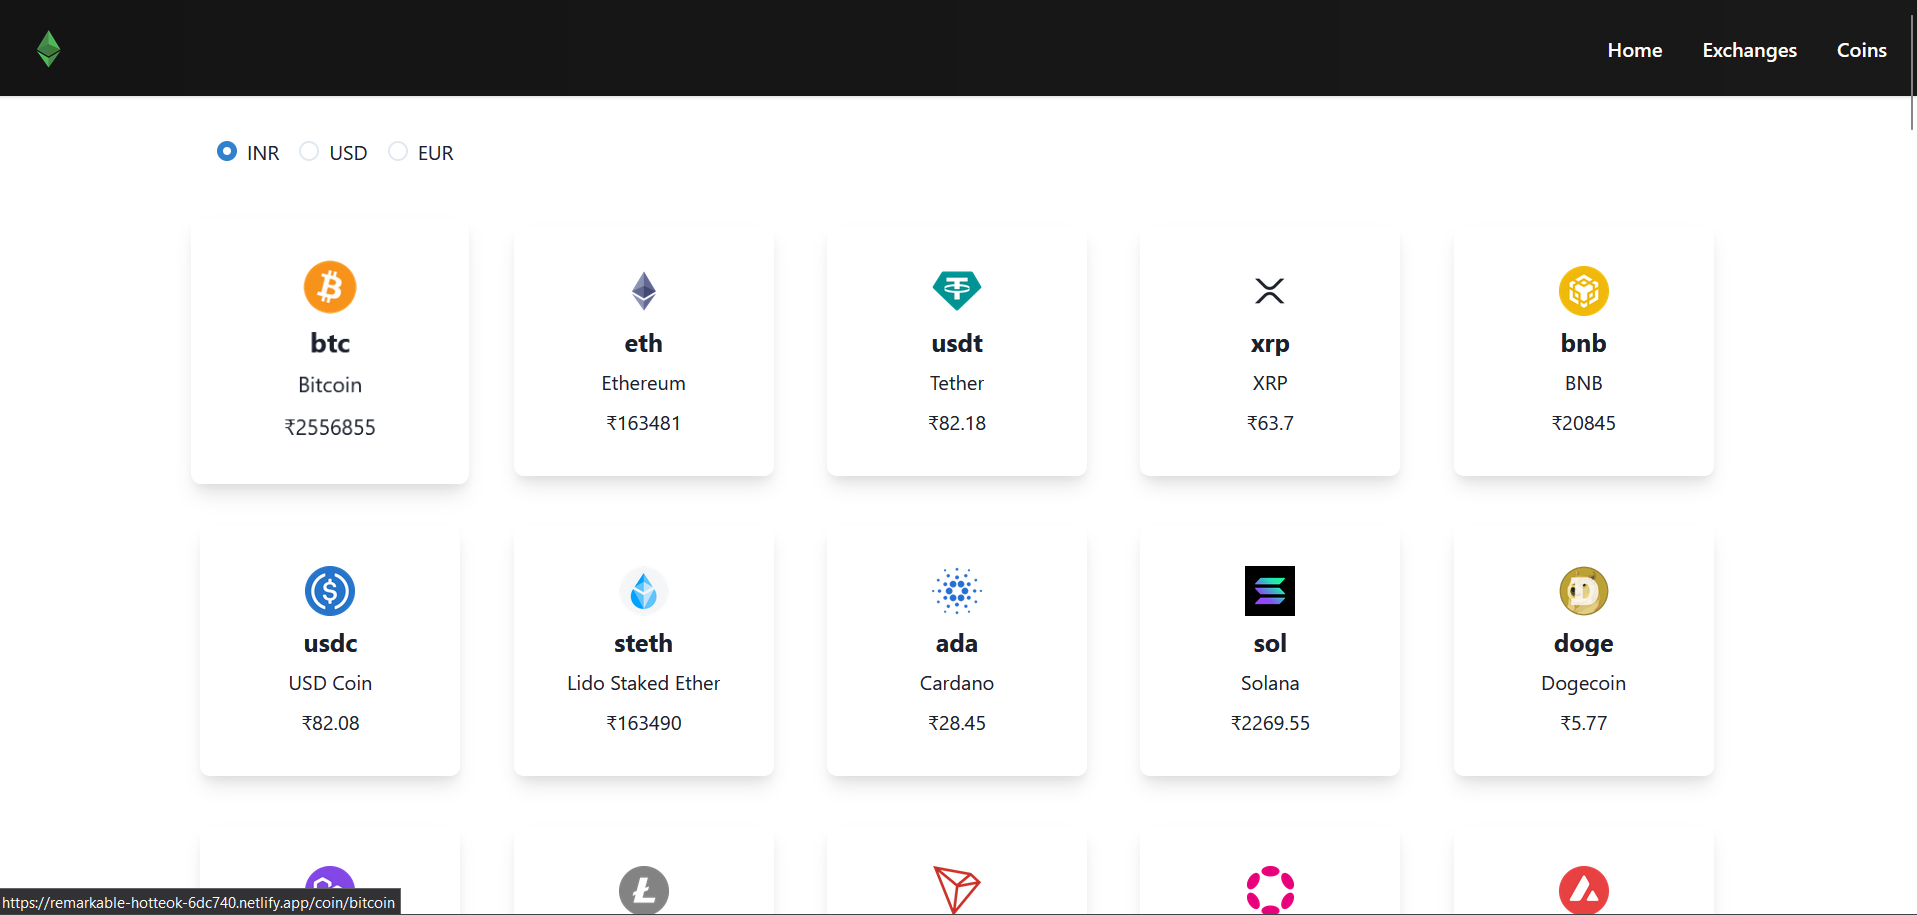 Home Exchanges Coins
INR USD EUR
btc
Bitcoin
₹2556855
eth
Ethereum
₹163481
usdt
Tether
₹82.18
xrp
XRP
₹63.7
bnb
BNB
₹20845
usdc
USD Coin
₹82.08
steth
Lido Staked Ether
₹163490
ada
Cardano
₹28.45
sol
Solana
₹2269.55
doge
Dogecoin
₹5.77
https://remarkable-hotteok-6dc740.netlify.app/coin/bitcoin